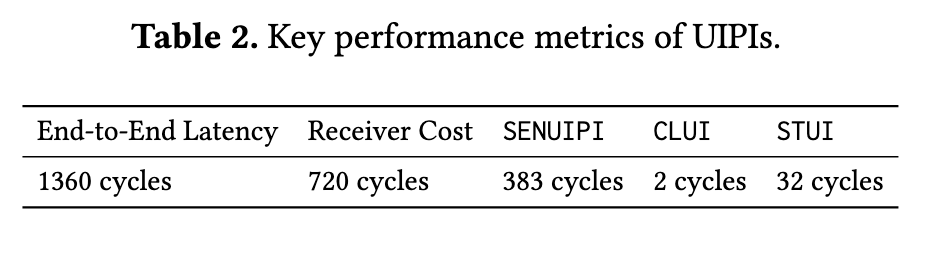 Table 2. Key performance metrics of UIPIs.
End-to-End Latency Receiver Cost SENUIPI CLUI STUI
1360 cycles 720 cycles 383 cycles 2 cycles 32 cycles